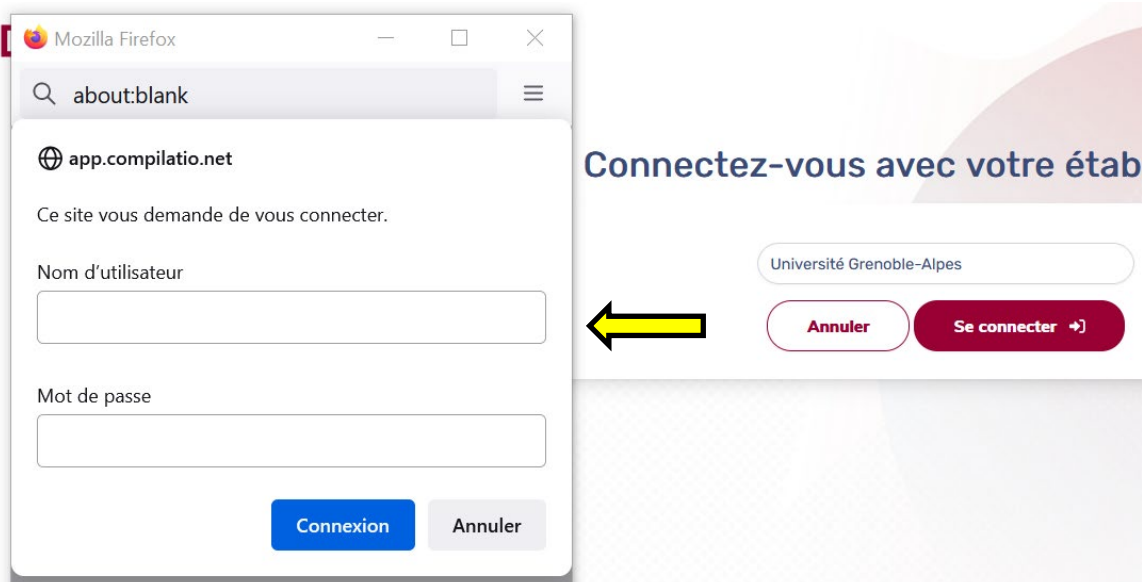 Mozilla Firefox
about:blank
app.compilatio.net
Ce site vous demande de vous connecter.
Nom d'utilisateur
Mot de passe
Connexion
Annuler
Connectez-vous avec votre étab
Université Grenoble-Alpes
Annuler
Se connecter